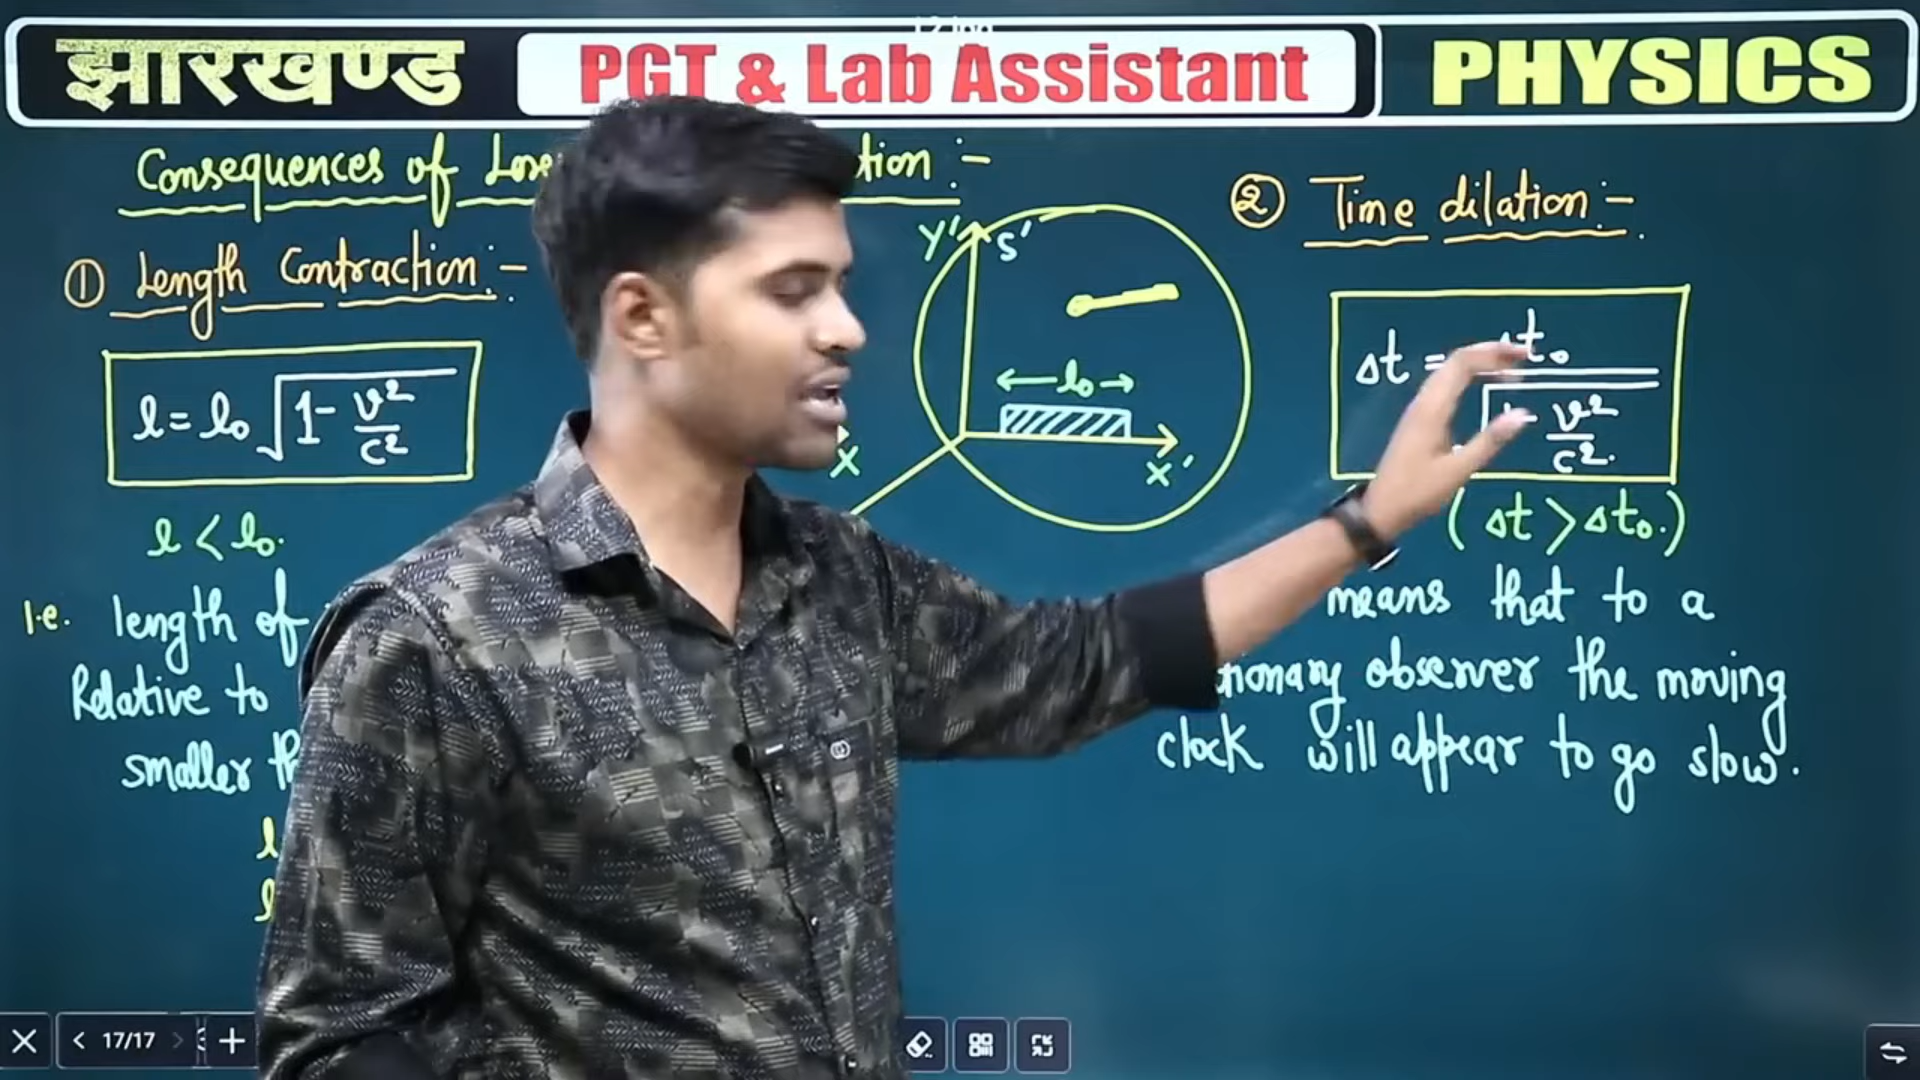 झारखण्ड PGT & Lab Assistant PHYSICS
Consequences of tion :-
① Length Contraction :-
l = l₀ √1 - v²/c²
l < l₀.
i.e. length of
Relative to
smaller
l
l
Y' S'
l₀
X X'
② Time dilation :-
Δt = Δt₀ / √1 - v²/c².
( Δt > Δt₀. )
means that to a
tionary observer the moving
clock will appear to go slow.
17/17